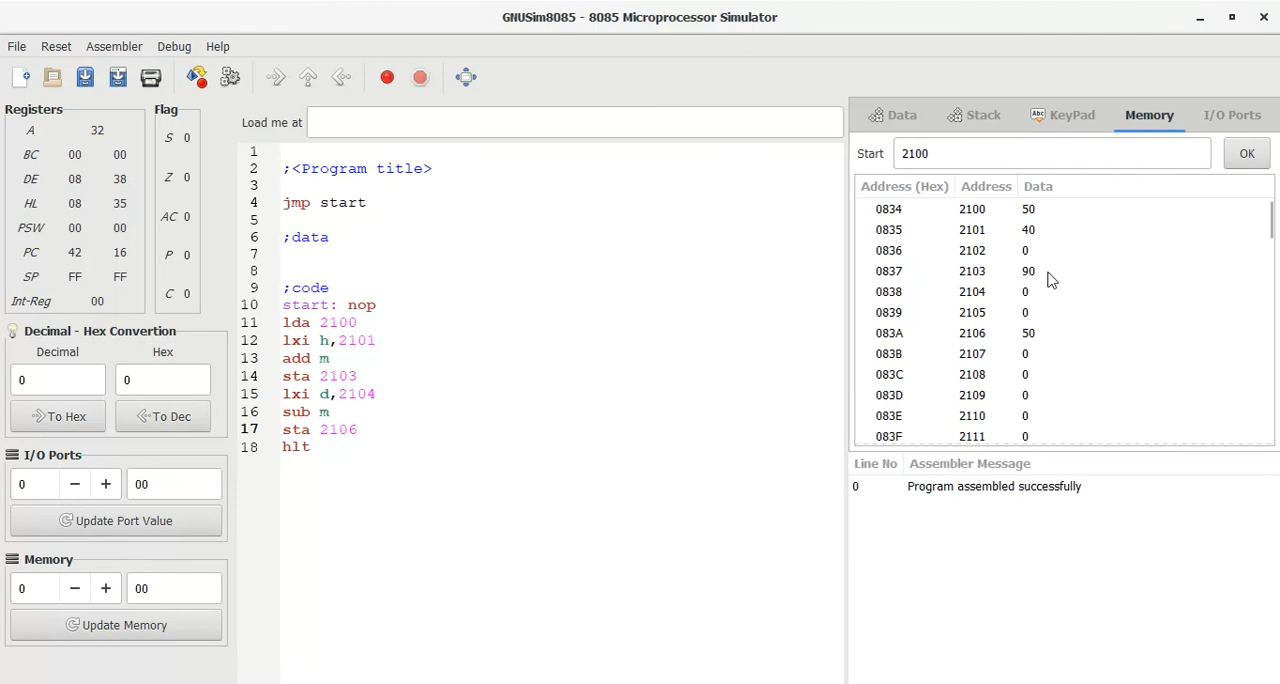 GNUSim8085 - 8085 Microprocessor Simulator
File Reset Assembler Debug Help
Registers
A 32
BC 00 00
DE 08 38
HL 08 35
PSW 00 00
PC 42 16
SP FF FF
Int-Reg 00
Flag
S 0
Z 0
AC 0
P 0
C 0
Decimal - Hex Convertion
Decimal Hex
0 0
To Hex To Dec
I/O Ports
0 − + 00
Update Port Value
Memory
0 − + 00
Update Memory
Load me at
1
2 ;<Program title>
3
4 jmp start
5
6 ;data
7
8
9 ;code
10 start: nop
11 lda 2100
12 lxi h,2101
13 add m
14 sta 2103
15 lxi d,2104
16 sub m
17 sta 2106
18 hlt
Data Stack Abc KeyPad Memory I/O Ports
Start 2100 OK
Address (Hex) Address Data
0834 2100 50
0835 2101 40
0836 2102 0
0837 2103 90
0838 2104 0
0839 2105 0
083A 2106 50
083B 2107 0
083C 2108 0
083D 2109 0
083E 2110 0
083F 2111 0
Line No Assembler Message
0 Program assembled successfully